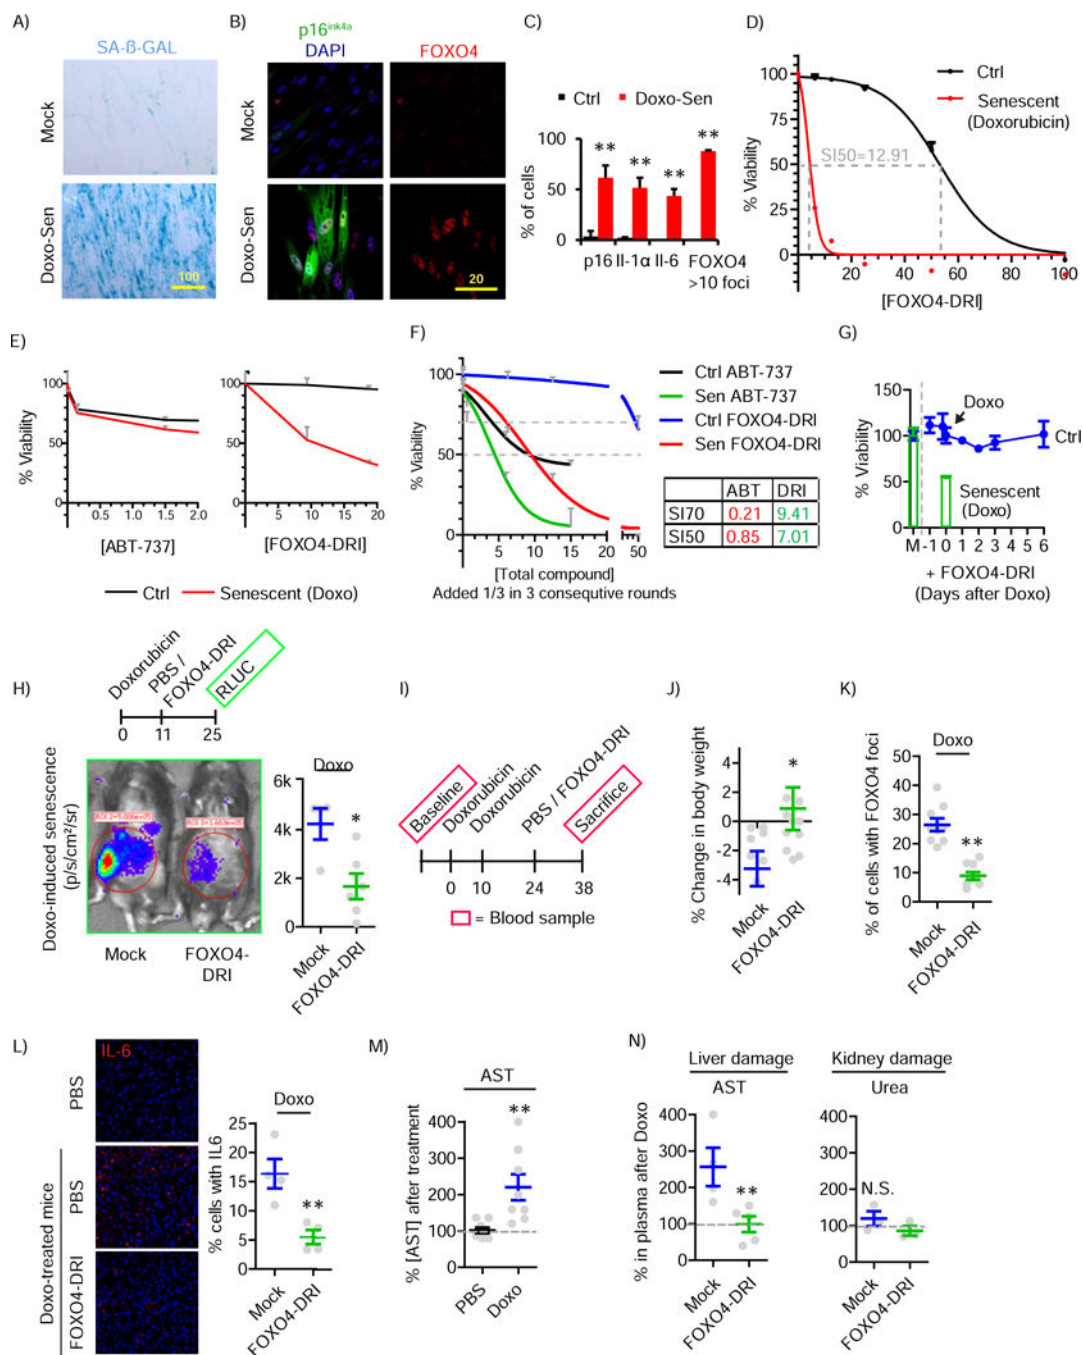 A)
SA-ß-GAL
Mock
Doxo-Sen
100
B)
p16ink4a
DAPI
FOXO4
Mock
Doxo-Sen
20
C)
Ctrl
Doxo-Sen
% of cells
100
50
0
**
**
**
**
p16 Il-1α Il-6 FOXO4
>10 foci
D)
% Viability
100
75
50
25
0
Ctrl
Senescent
(Doxorubicin)
SI50=12.91
20 40 60 80 100
[FOXO4-DRI]
E)
% Viability
100
50
0
0.5 1.0 1.5 2.0
[ABT-737]
100
50
0
5 10 15 20
[FOXO4-DRI]
Ctrl
Senescent (Doxo)
F)
% Viability
100
50
0
0 5 10 15 20 50
[Total compound]
Added 1/3 in 3 consequtive rounds
Ctrl ABT-737
Sen ABT-737
Ctrl FOXO4-DRI
Sen FOXO4-DRI
ABT DRI
SI70 0.21 9.41
SI50 0.85 7.01
G)
% Viability
150
100
50
0
Doxo
Ctrl
Senescent
(Doxo)
M -1 0 1 2 3 4 5 6
+ FOXO4-DRI
(Days after Doxo)
H)
Doxorubicin
PBS /
FOXO4-DRI
RLUC
0 11 25
Doxo-induced senescence
(p/s/cm²/sr)
Mock
FOXO4-
DRI
Doxo
6k
4k
2k
0
*
Mock
FOXO4-DRI
I)
Baseline
Doxorubicin
Doxorubicin
PBS / FOXO4-DRI
Sacrifice
0 10 24 38
= Blood sample
J)
% Change in body weight
4
2
0
-2
-4
*
Mock
FOXO4-DRI
K)
% of cells with FOXO4 foci
Doxo
50
40
30
20
10
0
**
Mock
FOXO4-DRI
L)
IL-6
PBS
PBS
FOXO4-DRI
Doxo-treated mice
% cells with IL6
Doxo
25
20
15
10
5
0
**
Mock
FOXO4-DRI
M)
AST
% [AST] after treatment
400
300
200
100
0
**
PBS
Doxo
N)
Liver damage
AST
% in plasma after Doxo
400
300
200
100
0
**
Mock
FOXO4-DRI
Kidney damage
Urea
400
300
200
100
0
N.S.
Mock
FOXO4-DRI